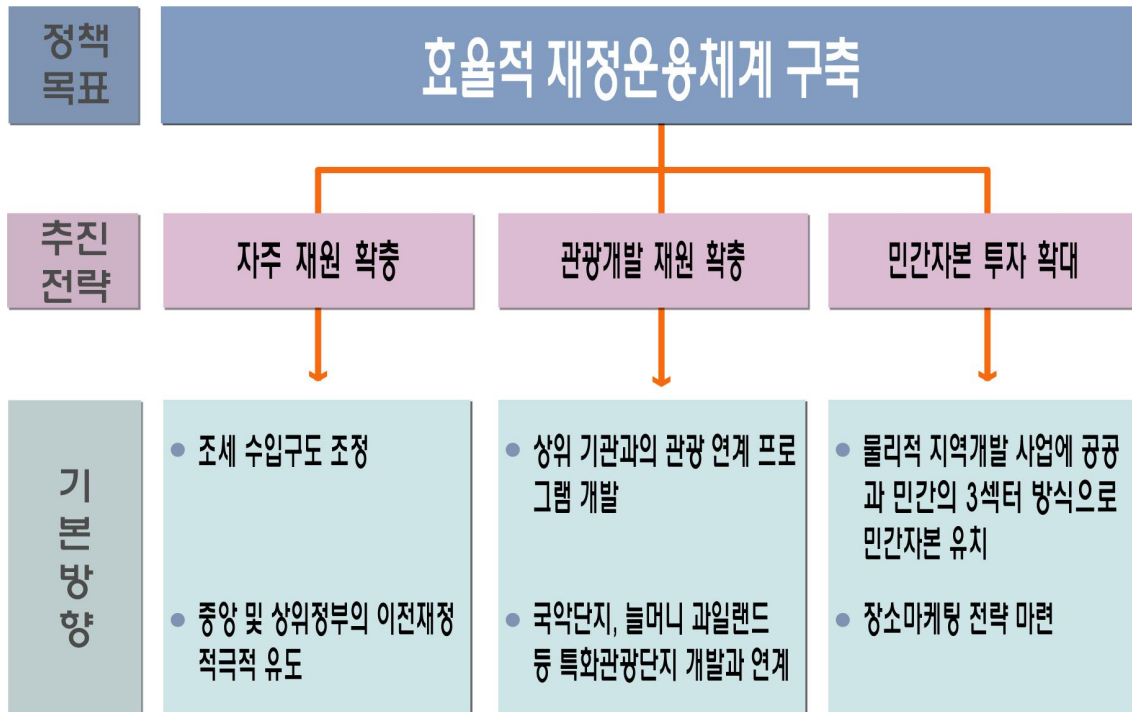 정책
목표
효율적 재정운용체계 구축
추진
전략
자주 재원 확충
관광개발 재원 확충
민간자본 투자 확대
기
본
방
향
• 조세 수입구도 조정
• 중앙 및 상위정부의 이전재정
적극적 유도
• 상위 기관과의 관광 연계 프로
그램 개발
• 국악단지, 늘머니 과일랜드
등 특화관광단지 개발과 연계
• 물리적 지역개발 사업에 공공
과 민간의 3섹터 방식으로
민간자본 유치
• 장소마케팅 전략 마련